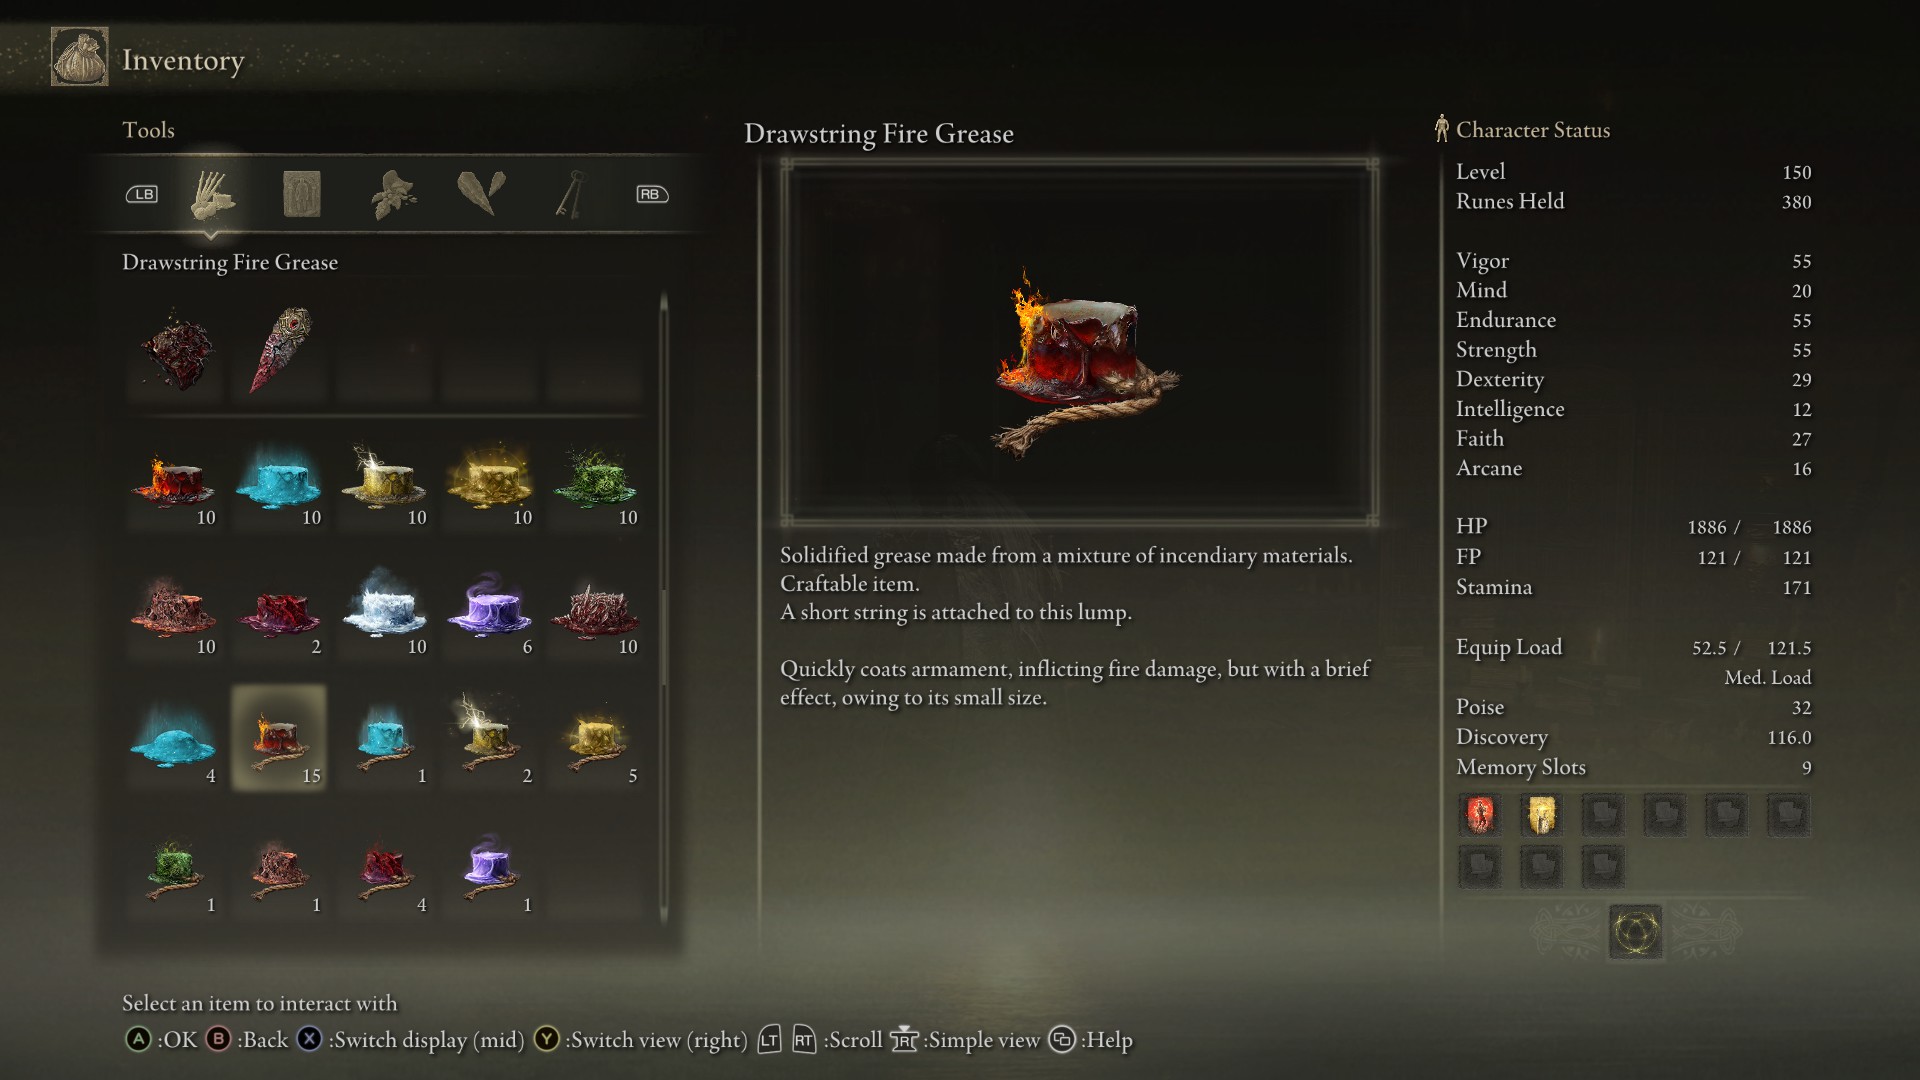 Inventory
Tools
LB
RB
Drawstring Fire Grease
10 10 10 10 10
10 2 10 6 10
4 15 1 2 5
1 1 4 1
Drawstring Fire Grease
Solidified grease made from a mixture of incendiary materials.
Craftable item.
A short string is attached to this lump.
Quickly coats armament, inflicting fire damage, but with a brief
effect, owing to its small size.
Character Status
Level 150
Runes Held 380
Vigor 55
Mind 20
Endurance 55
Strength 55
Dexterity 29
Intelligence 12
Faith 27
Arcane 16
HP 1886 / 1886
FP 121 / 121
Stamina 171
Equip Load 52.5 / 121.5
Med. Load
Poise 32
Discovery 116.0
Memory Slots 9
Select an item to interact with
A :OK B :Back X :Switch display (mid) Y :Switch view (right) LT RT :Scroll R :Simple view :Help